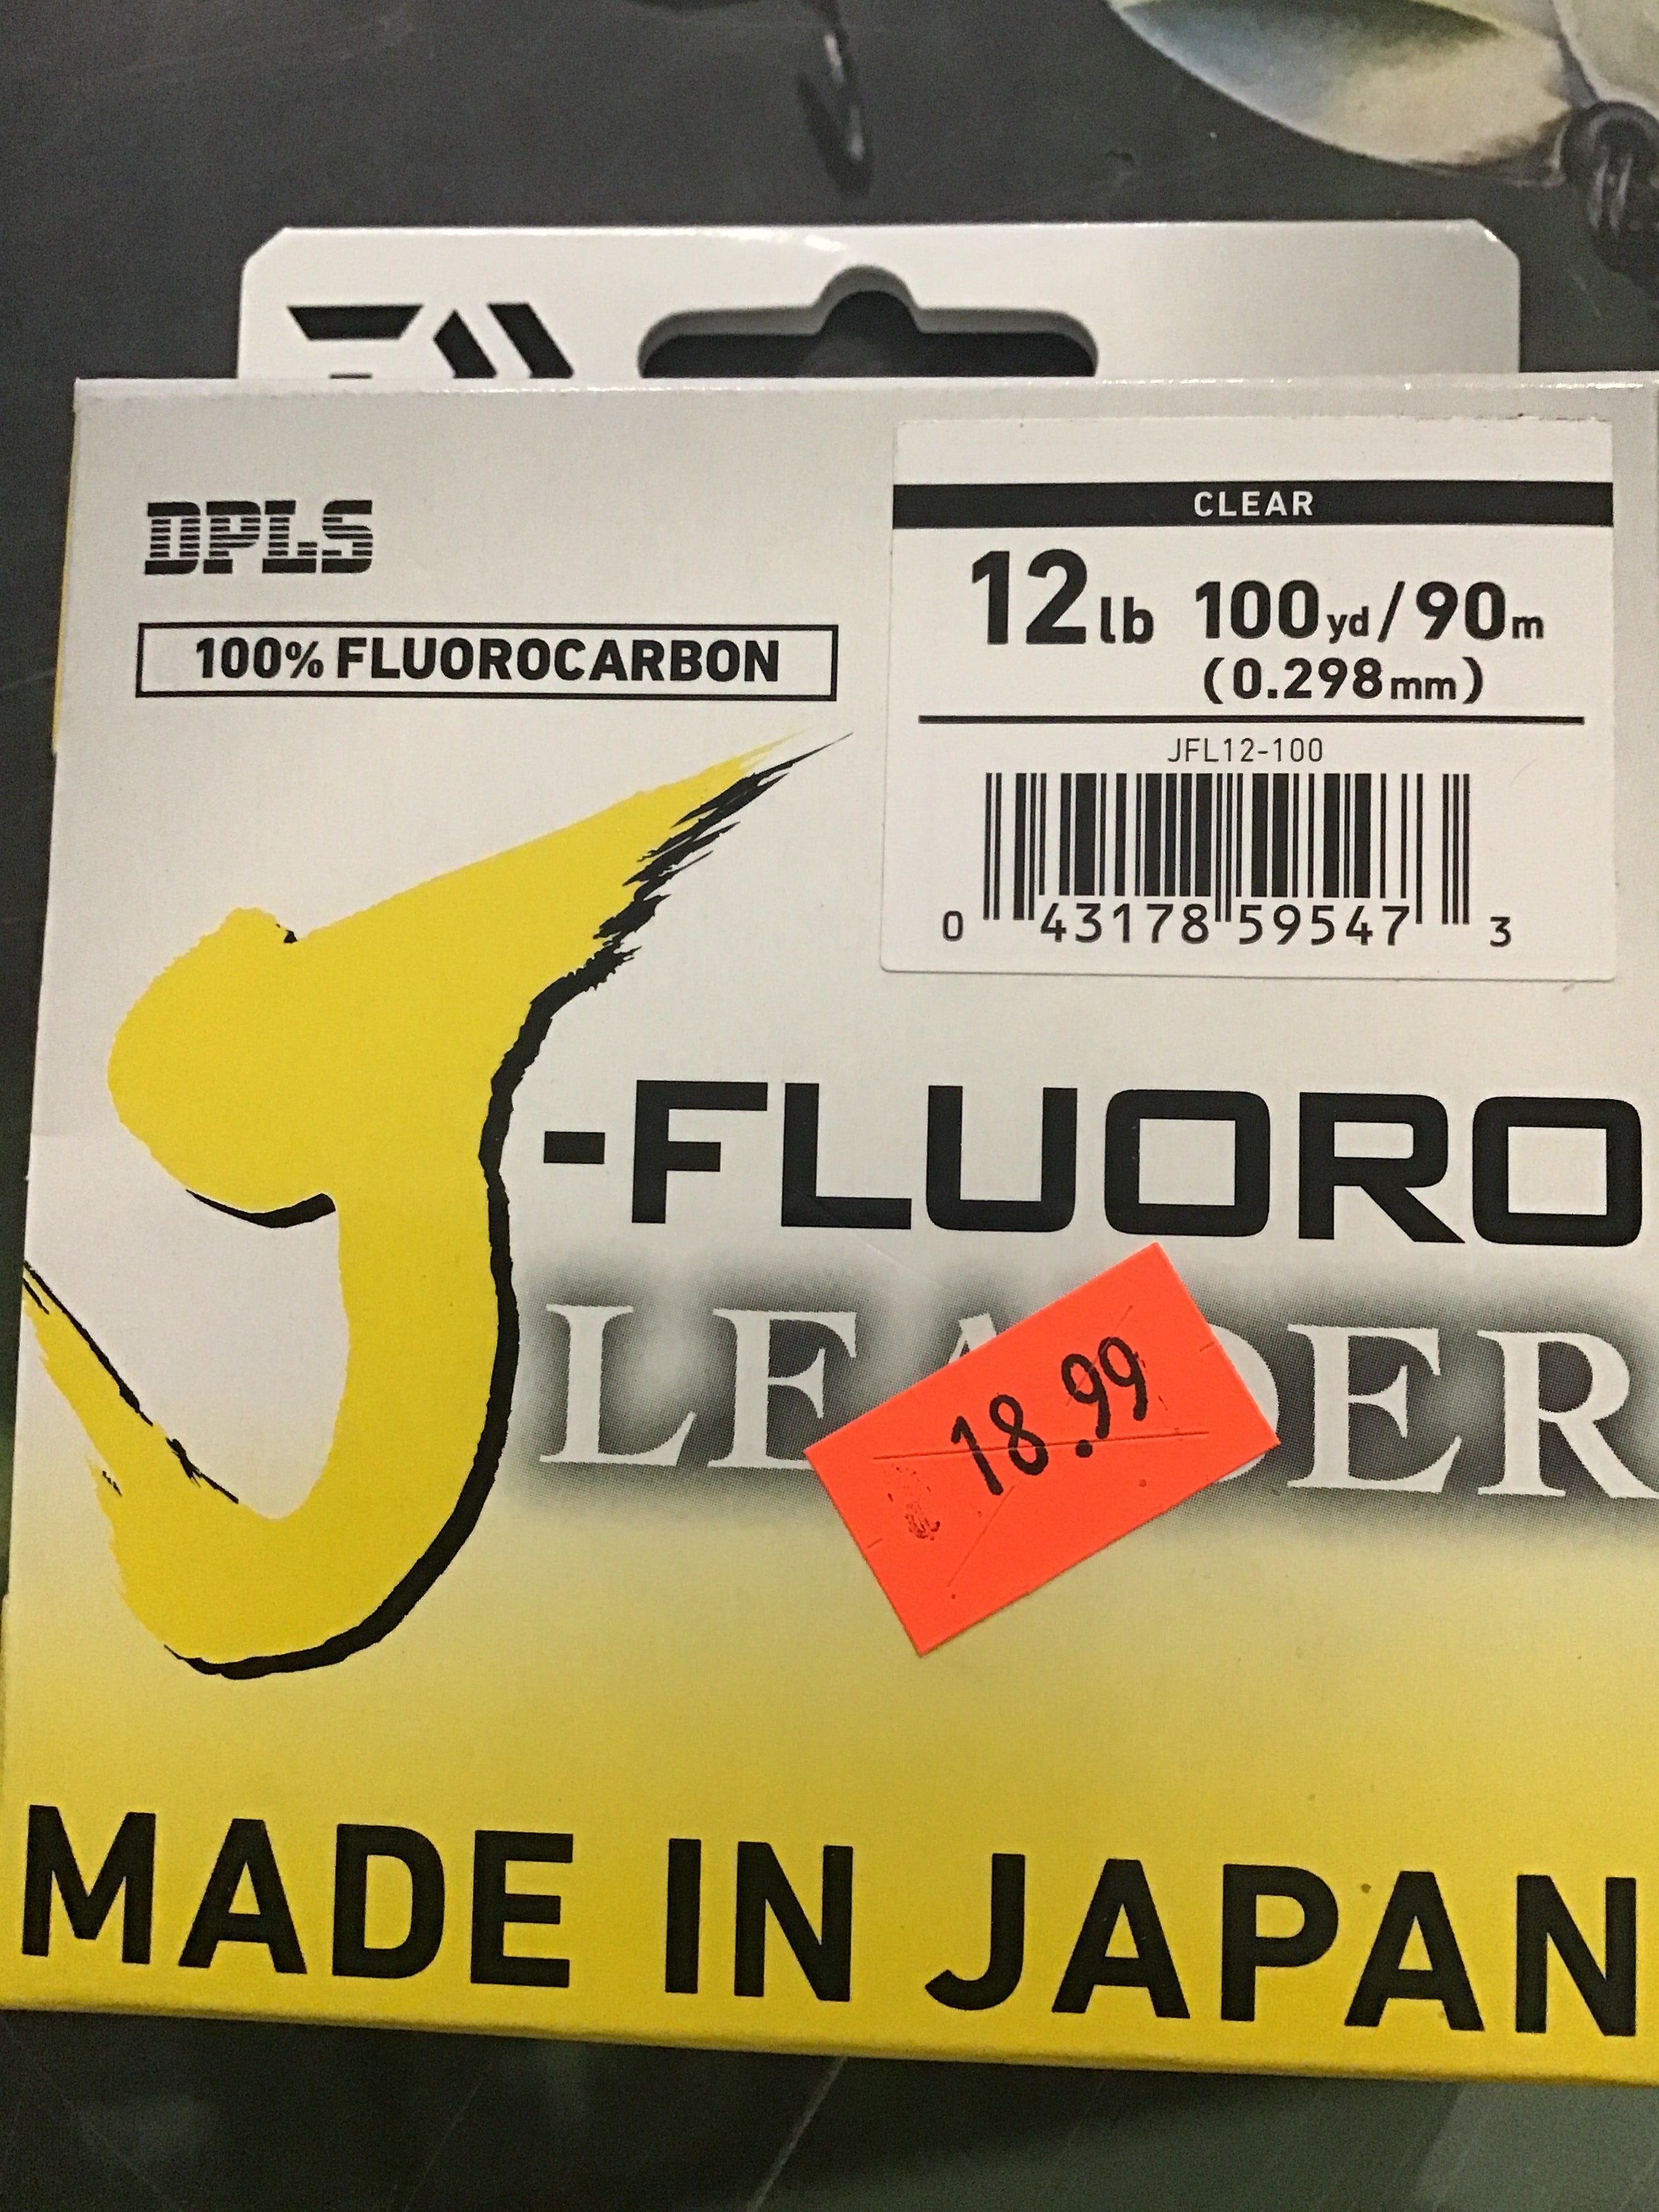 DPLS
100% FLUOROCARBON
CLEAR
12lb 100yd/90m
(0.298mm)
JFL12-100
0 43178 59547 3
J-FLUORO
LEADER
18.99
MADE IN JAPAN